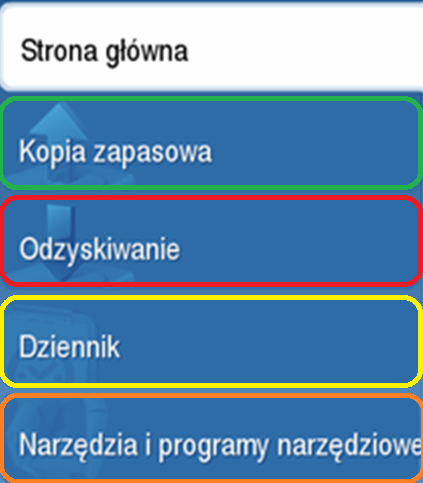 Strona główna
Kopia zapasowa
Odzyskiwanie
Dziennik
Narzędzia i programy narzędziowe